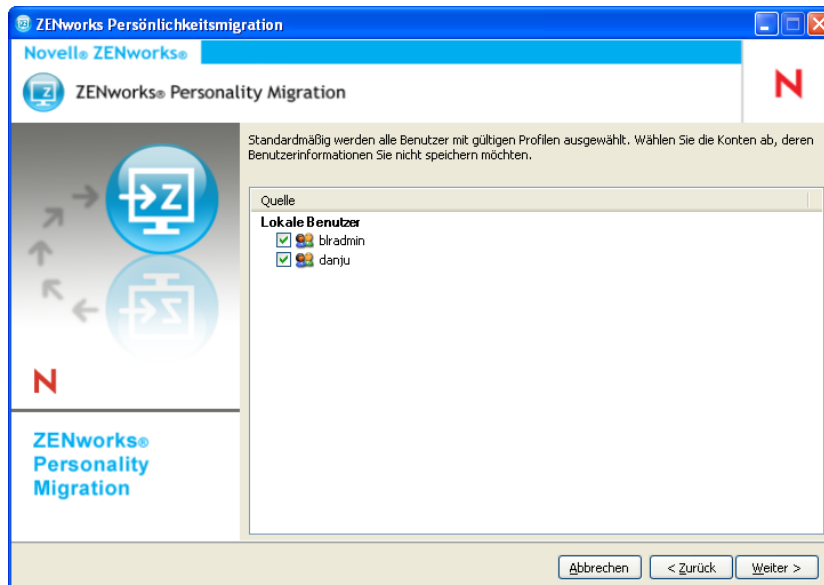 ZENworks Persönlichkeitsmigration
Novell® ZENworks®
ZENworks® Personality Migration
N
Standardmäßig werden alle Benutzer mit gültigen Profilen ausgewählt. Wählen Sie die Konten ab, deren
Benutzerinformationen Sie nicht speichern möchten.
Quelle
Lokale Benutzer
blradmin
danju
N
ZENworks®
Personality
Migration
Abbrechen
< Zurück
Weiter >